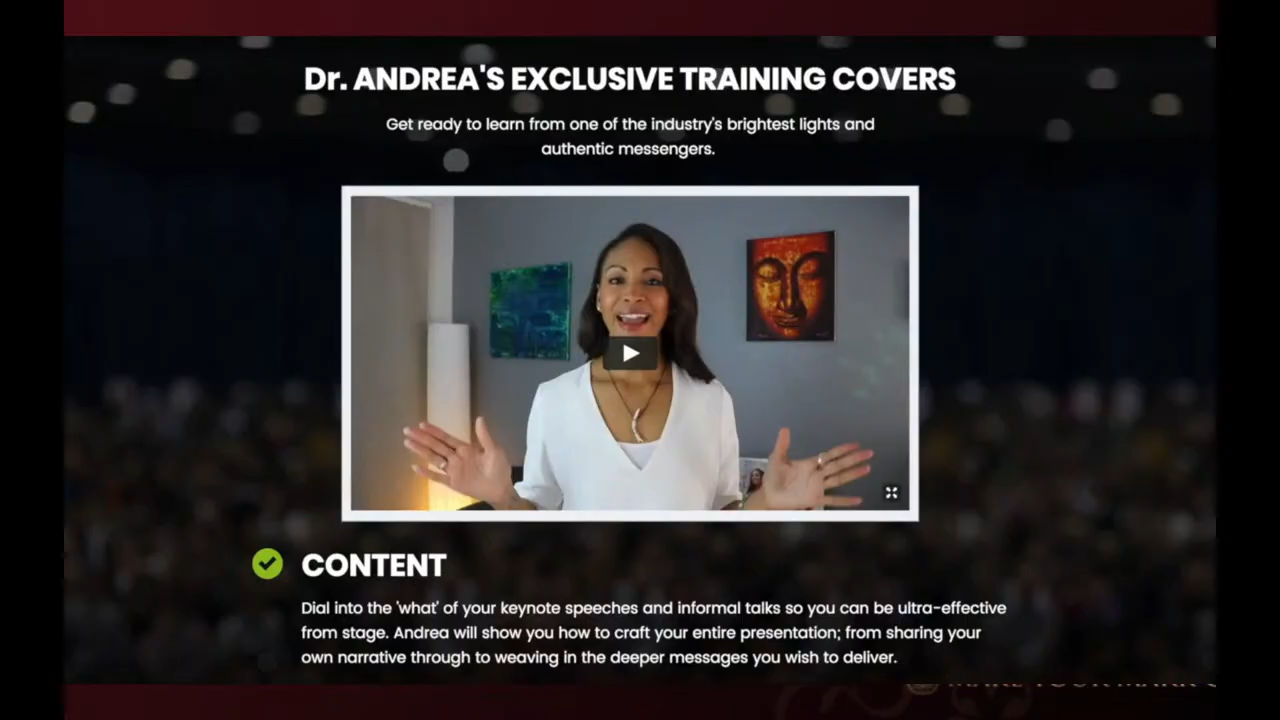 Dr. ANDREA'S EXCLUSIVE TRAINING COVERS
Get ready to learn from one of the industry's brightest lights and
authentic messengers.
CONTENT
Dial into the 'what' of your keynote speeches and informal talks so you can be ultra-effective
from stage. Andrea will show you how to craft your entire presentation; from sharing your
own narrative through to weaving in the deeper messages you wish to deliver.